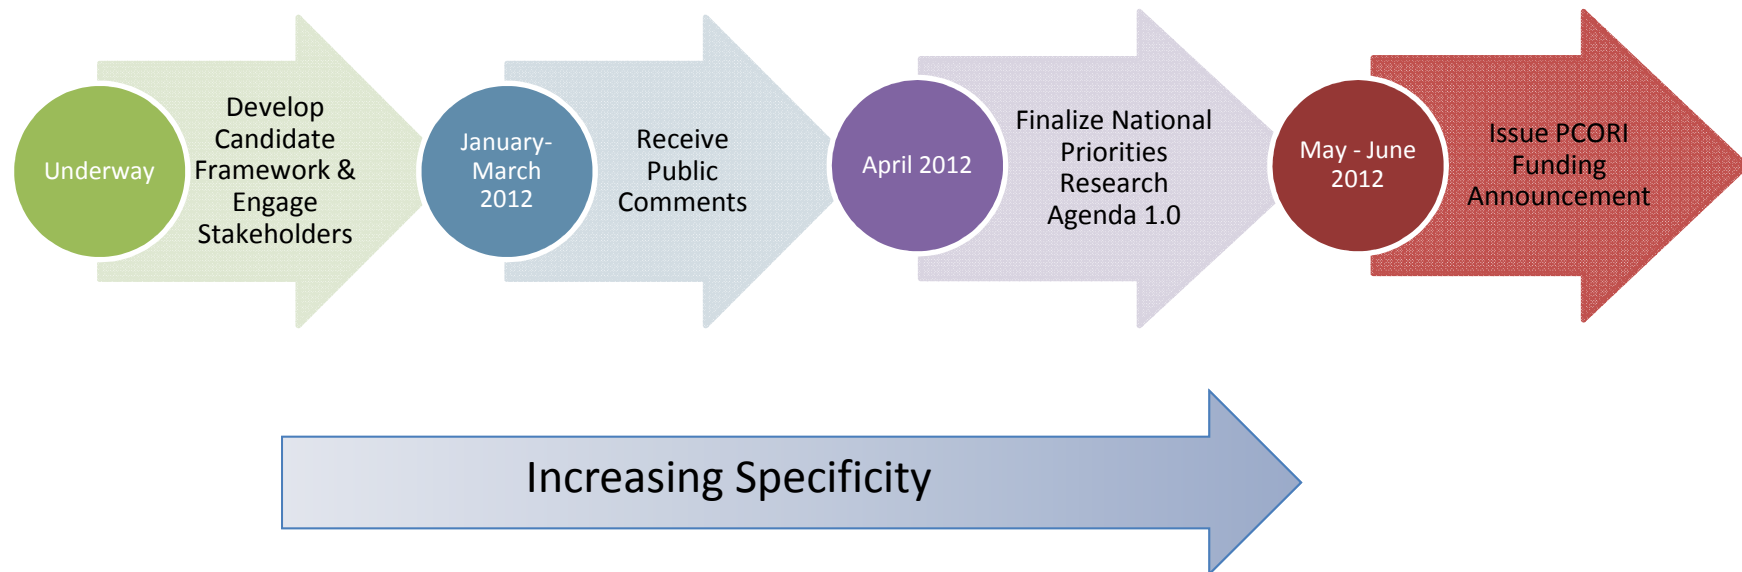 Underway
Develop
Candidate
Framework &
Engage
Stakeholders
January-
March
2012
Receive
Public
Comments
April 2012
Finalize National
Priorities
Research
Agenda 1.0
May - June
2012
Issue PCORI
Funding
Announcement
Increasing Specificity